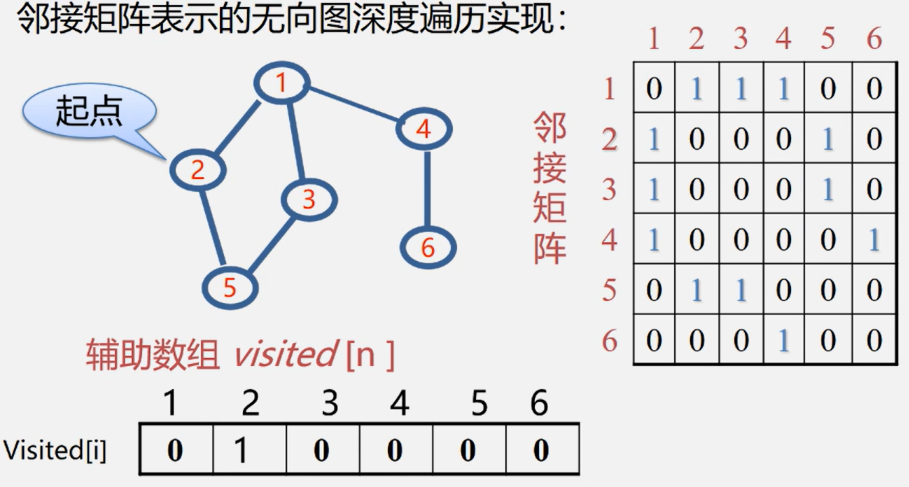 邻接矩阵表示的无向图深度遍历实现：
起点
1
2
3
4
5
6
邻接矩阵
1 2 3 4 5 6
1 0 1 1 1 0 0
2 1 0 0 0 1 0
3 1 0 0 0 1 0
4 1 0 0 0 0 1
5 0 1 1 0 0 0
6 0 0 0 1 0 0
辅助数组 visited [n ]
1 2 3 4 5 6
Visited[i] 0 1 0 0 0 0